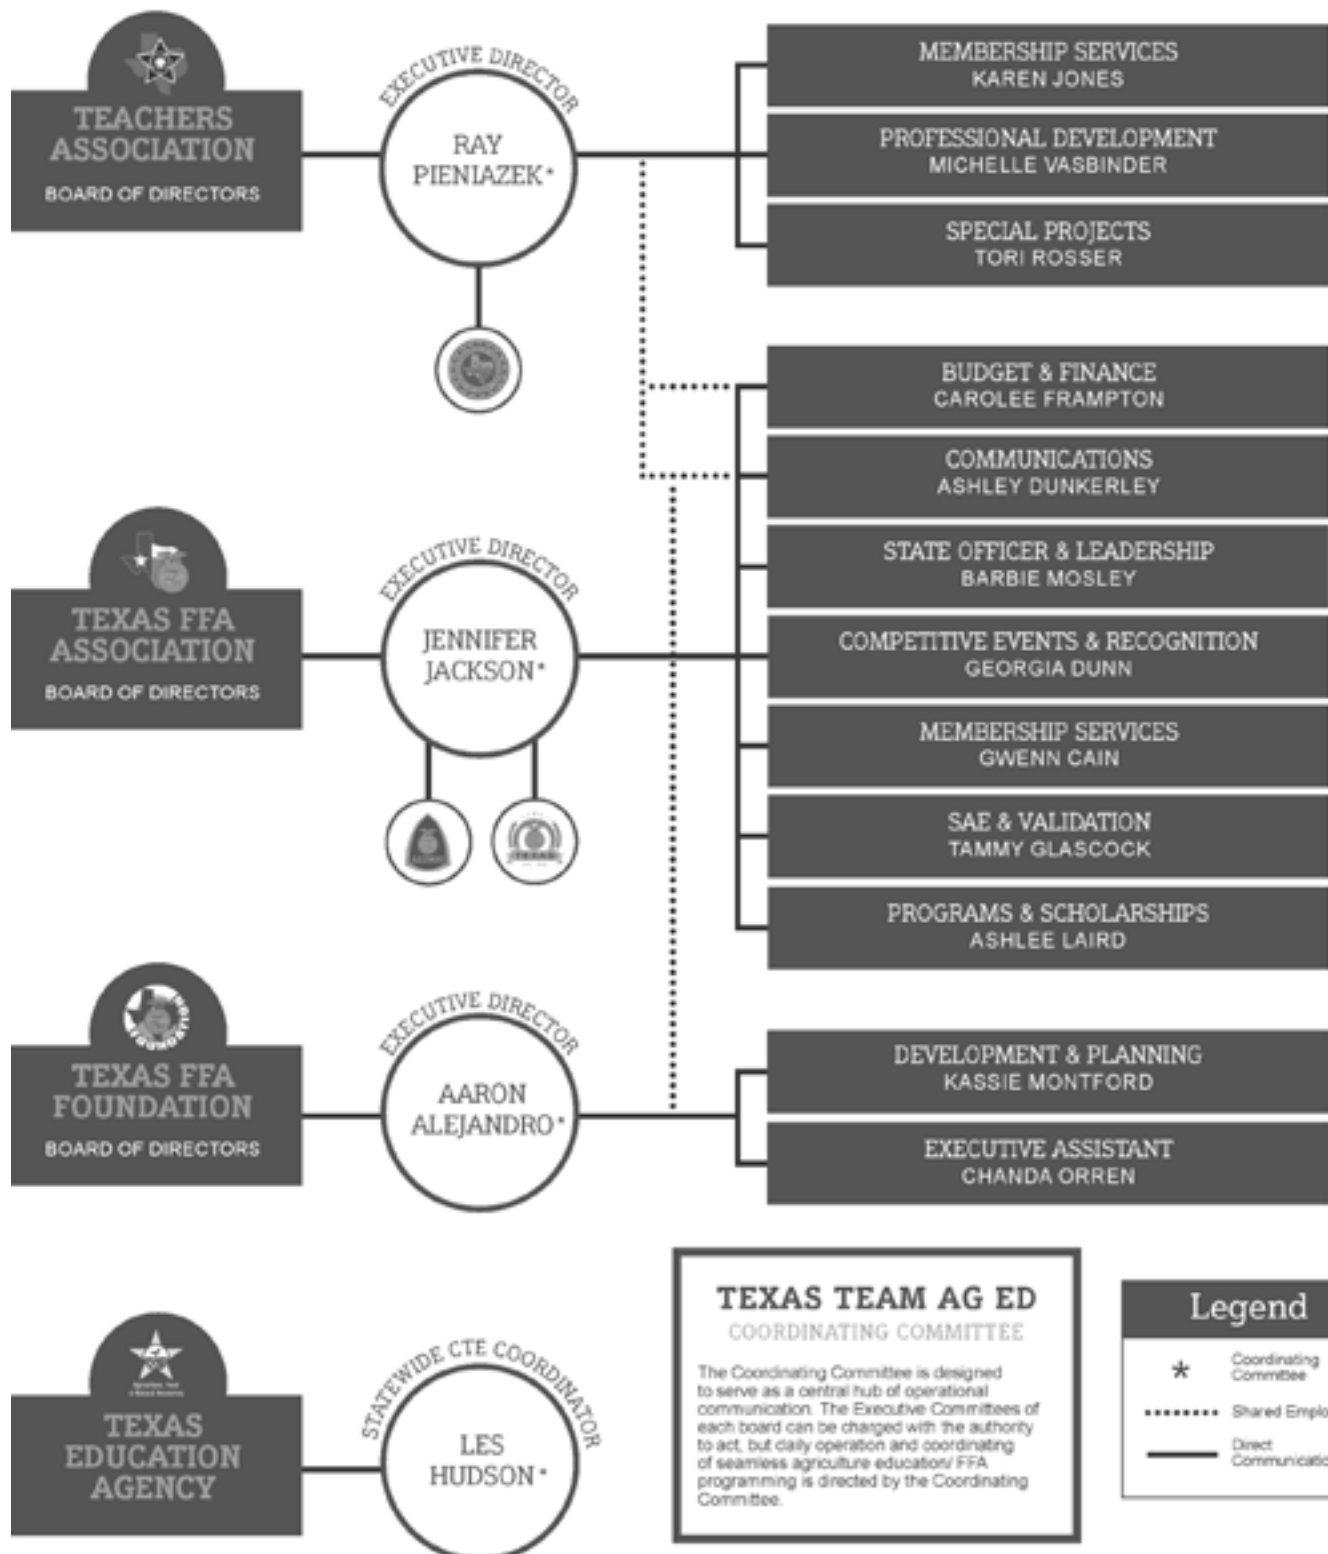 TEACHERS
ASSOCIATION
BOARD OF DIRECTORS
EXECUTIVE DIRECTOR
RAY
PIENIAZEK*
MEMBERSHIP SERVICES
KAREN JONES
PROFESSIONAL DEVELOPMENT
MICHELLE VASBINDER
SPECIAL PROJECTS
TORI ROSSER
TEXAS FFA
ASSOCIATION
BOARD OF DIRECTORS
EXECUTIVE DIRECTOR
JENNIFER
JACKSON*
TEXAS
BUDGET & FINANCE
CAROLEE FRAMPTON
COMMUNICATIONS
ASHLEY DUNKERLEY
STATE OFFICER & LEADERSHIP
BARBIE MOSLEY
COMPETITIVE EVENTS & RECOGNITION
GEORGIA DUNN
MEMBERSHIP SERVICES
GWENN CAIN
SAE & VALIDATION
TAMMY GLASCOCK
PROGRAMS & SCHOLARSHIPS
ASHLEE LAIRD
FOUNDATION
TEXAS FFA
FOUNDATION
BOARD OF DIRECTORS
EXECUTIVE DIRECTOR
AARON
ALEJANDRO*
DEVELOPMENT & PLANNING
KASSIE MONTFORD
EXECUTIVE ASSISTANT
CHANDA ORREN
TEXAS
EDUCATION
AGENCY
STATEWIDE CTE COORDINATOR
LES
HUDSON*
TEXAS TEAM AG ED
COORDINATING COMMITTEE
The Coordinating Committee is designed
to serve as a central hub of operational
communication. The Executive Committees of
each board can be charged with the authority
to act, but daily operation and coordinating
of seamless agriculture education/ FFA
programming is directed by the Coordinating
Committee.
Legend
* Coordinating
Committee
Shared Emplo
Direct
Communicatio